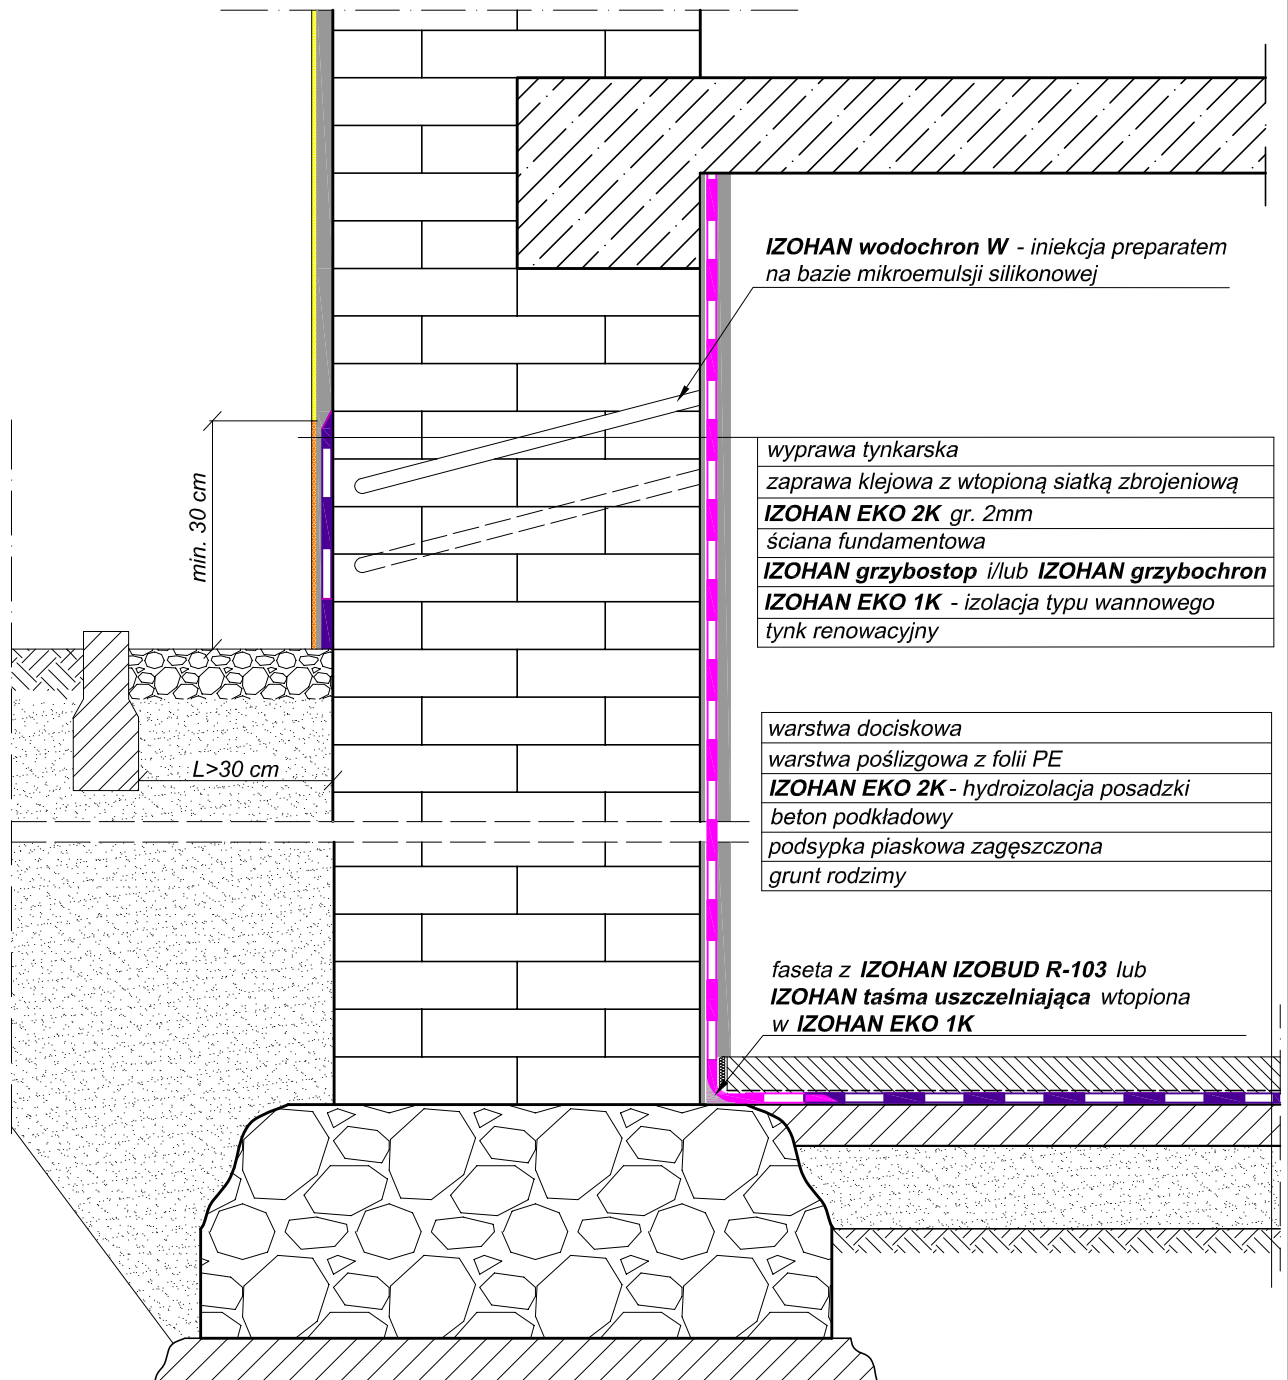 IZOHAN wodochron W - iniekcja preparatem
na bazie mikroemulsji silikonowej
min. 30 cm
wyprawa tynkarska
zaprawa klejowa z wtopioną siatką zbrojeniową
IZOHAN EKO 2K gr. 2mm
ściana fundamentowa
IZOHAN grzybostop i/lub IZOHAN grzybochron
IZOHAN EKO 1K - izolacja typu wannowego
tynk renowacyjny
L>30 cm
warstwa dociskowa
warstwa poślizgowa z folii PE
IZOHAN EKO 2K - hydroizolacja posadzki
beton podkładowy
podsypka piaskowa zagęszczona
grunt rodzimy
faseta z IZOHAN IZOBUD R-103 lub
IZOHAN taśma uszczelniająca wtopiona
w IZOHAN EKO 1K